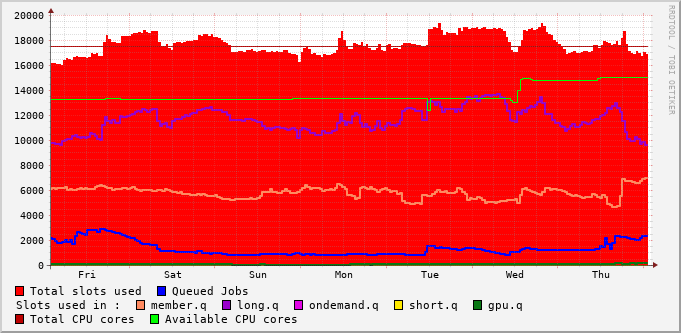 20000
18000
16000
14000
12000
10000
8000
6000
4000
2000
0
Fri Sat Sun Mon Tue Wed Thu
RRDTOOL / TOBI OETIKER
Total slots used Queued Jobs
Slots used in : member.q long.q ondemand.q short.q gpu.q
Total CPU cores Available CPU cores